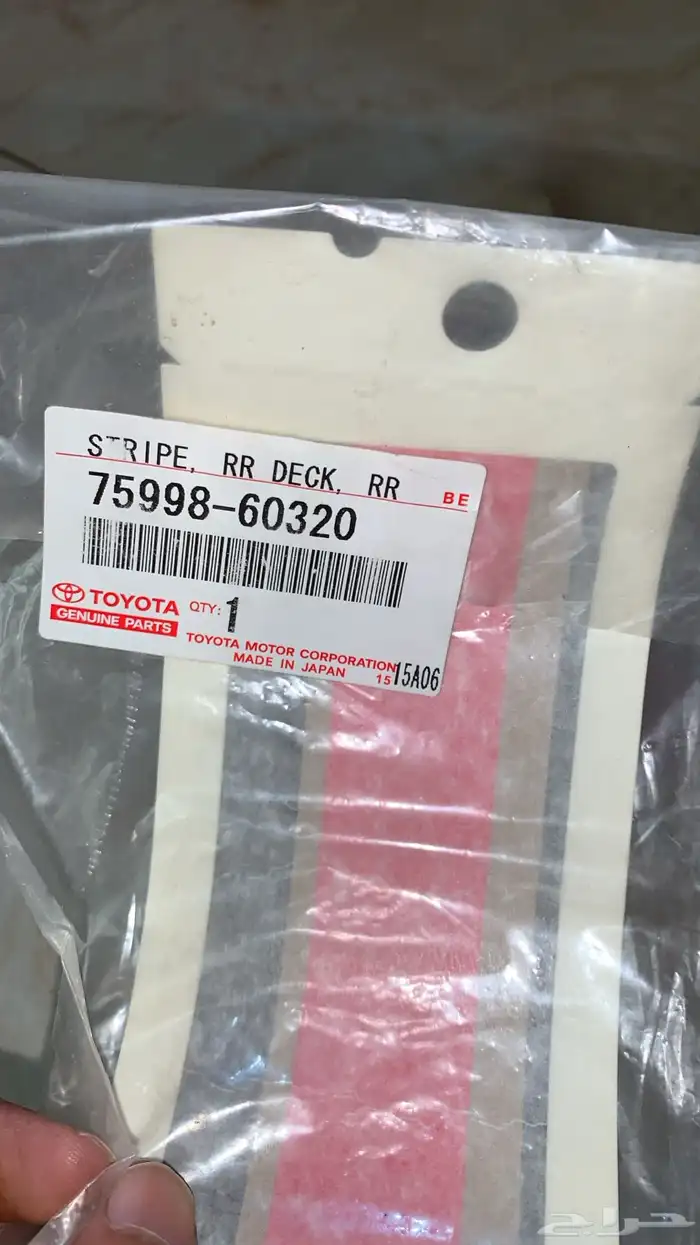 STRIPE, RR DECK, RR
BE
75998-60320
TOYOTA
GENUINE PARTS
QTY: 1
TOYOTA MOTOR CORPORATION
MADE IN JAPAN
15 15A06
حراج